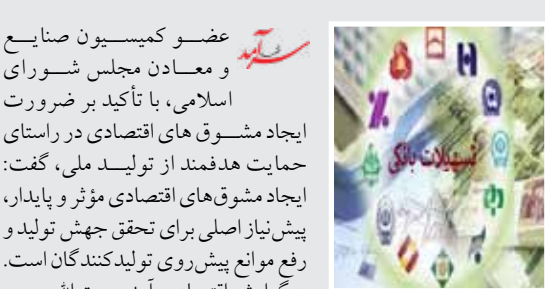 سرآمد
عضو کمیسیون صنایع
و معادن مجلس شورای
اسلامی، با تأکید بر ضرورت
ایجاد مشوق های اقتصادی در راستای
حمایت هدفمند از تولید ملی، گفت:
ایجاد مشوق‌های اقتصادی مؤثر و پایدار،
پیش‌نیاز اصلی برای تحقق جهش تولید و
رفع موانع پیش‌روی تولیدکنندگان است.
تسهیلات بانکی